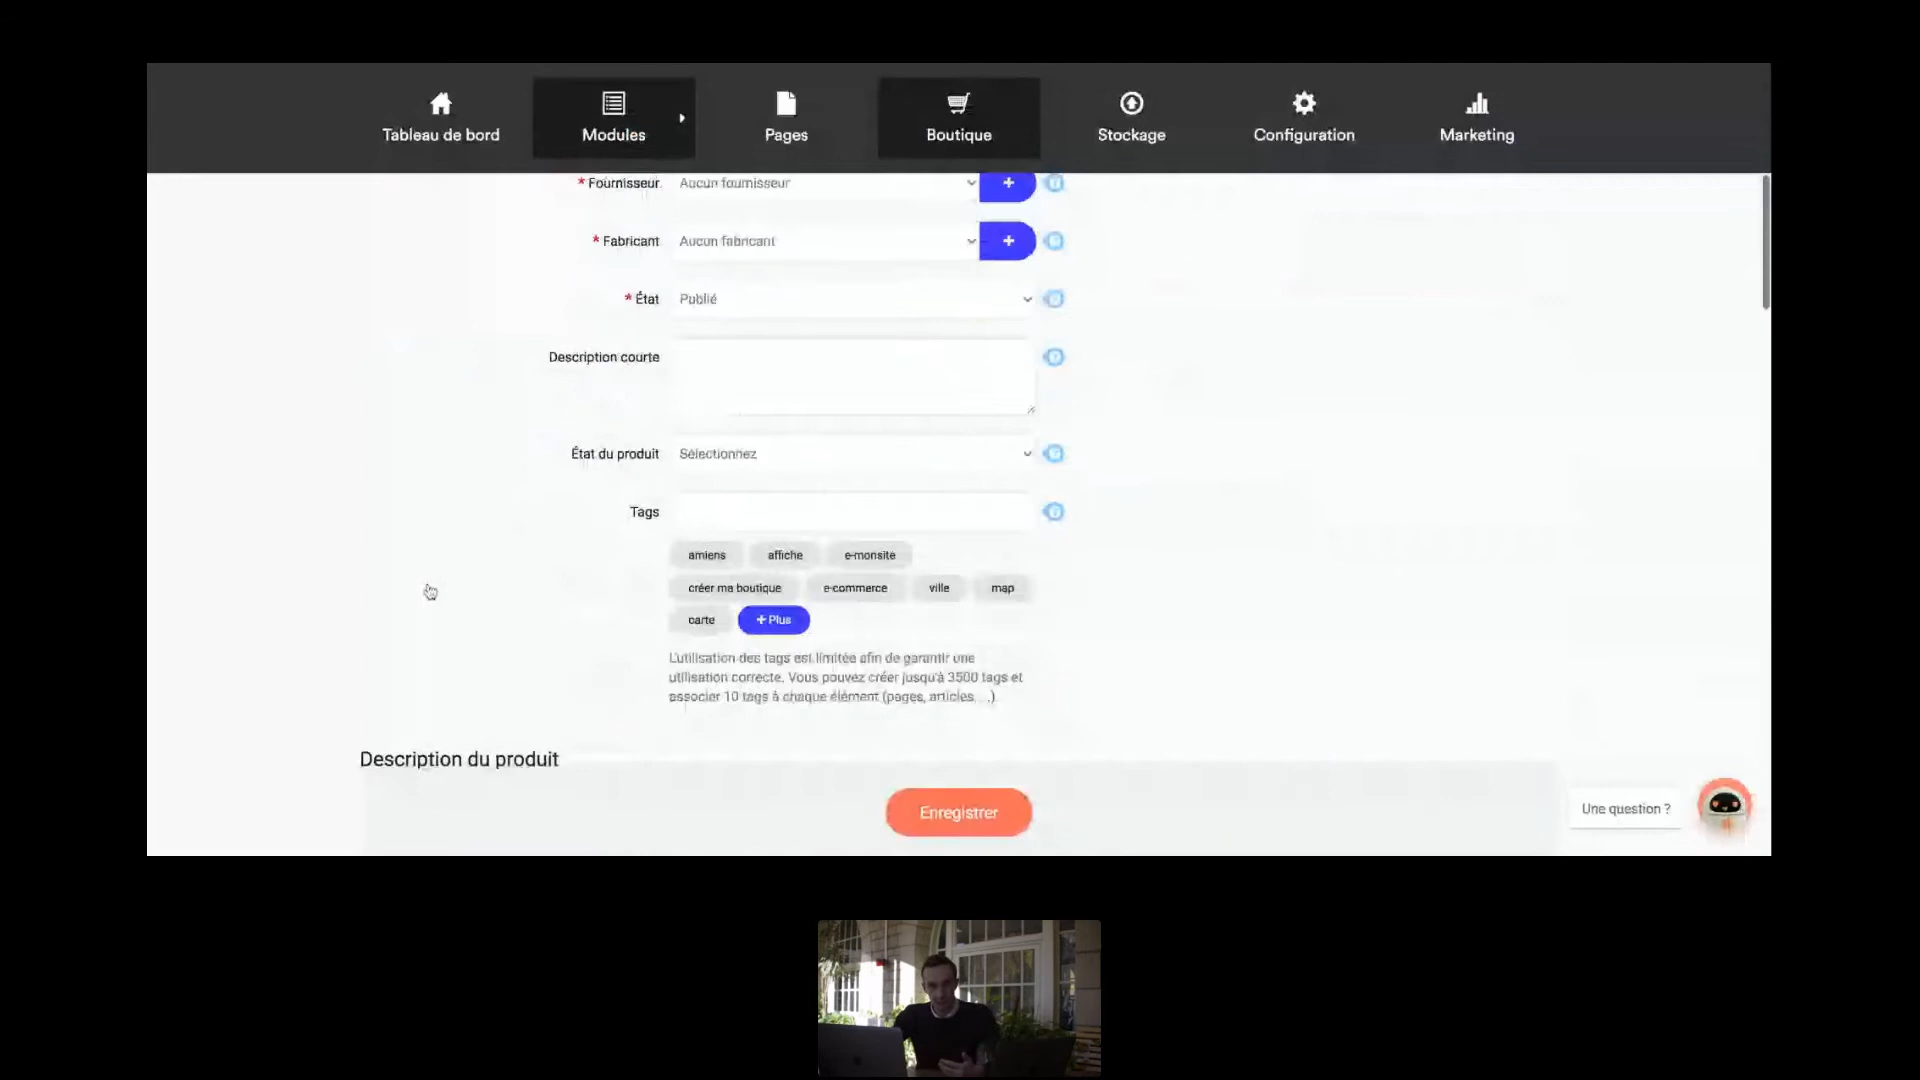 Tableau de bord
Modules
Pages
Boutique
Stockage
Configuration
Marketing
* Fournisseur
Aucun fournisseur
* Fabricant
Aucun fabricant
* État
Publié
Description courte
État du produit
Sélectionnez
Tags
amiens affiche e-monsite
créer ma boutique e-commerce ville map
carte + Plus
L'utilisation des tags est limitée afin de garantir une
utilisation correcte. Vous pouvez créer jusqu'à 3500 tags et
associer 10 tags à chaque élément (pages, articles, ...)
Description du produit
Enregistrer
Une question ?